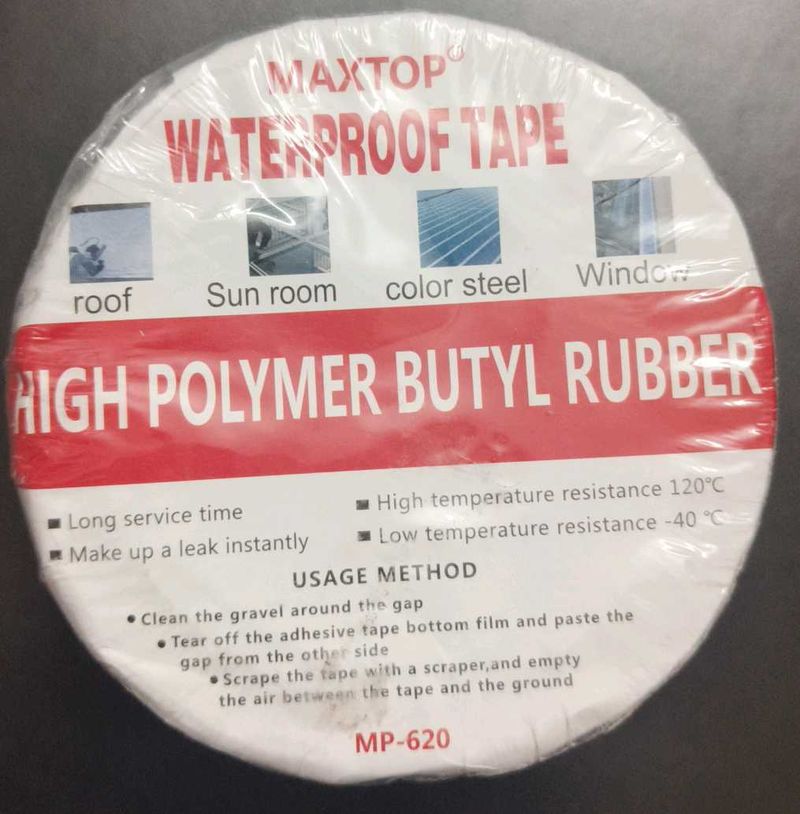 MAXTOP®
WATERPROOF TAPE
roof
Sun room
color steel
Window
HIGH POLYMER BUTYL RUBBER
▪ Long service time
▪ Make up a leak instantly
▪ High temperature resistance 120℃
▪ Low temperature resistance -40 ℃
USAGE METHOD
• Clean the gravel around the gap
• Tear off the adhesive tape bottom film and paste the
gap from the other side
• Scrape the tape with a scraper,and empty
the air between the tape and the ground
MP-620